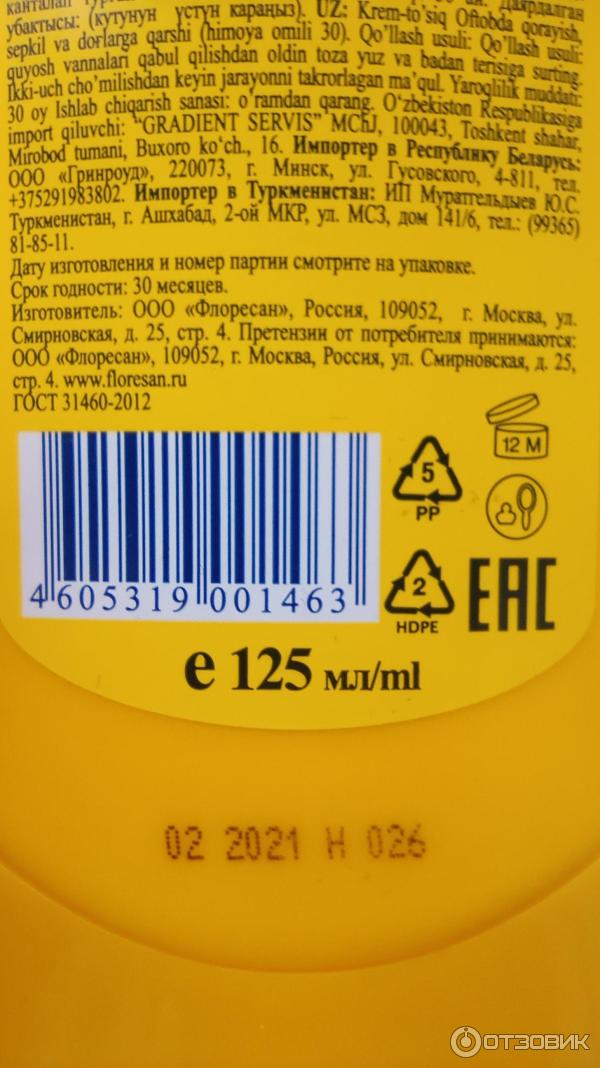 убактысы: (кутунун үстүн караңыз). UZ: Krem-to'siq Oftobda qorayish,
sepkil va dog'larga qarshi (himoya omili 30). Qo'llash usuli: Qo'llash usuli:
quyosh vannalari qabul qilishdan oldin toza yuz va badan terisiga surting.
Ikki-uch cho'milishdan keyin jarayonni takrorlagan ma'qul. Yaroqlilik muddati:
30 oy Ishlab chiqarish sanasi: o'ramdan qarang. O'zbekiston Respublikasiga
import qiluvchi: "GRADIENT SERVIS" MChJ, 100043, Toshkent shahar,
Mirobod tumani, Buxoro ko'ch., 16. Импортер в Республику Беларусь:
ООО «Гринроуд», 220073, г. Минск, ул. Гусовского, 4-811, тел.
+375291983802. Импортер в Туркменистан: ИП Мураттелдыев Ю.С.
Туркменистан, г. Ашхабад, 2-ой МКР, ул. МСЗ, дом 141/6, тел.: (99365)
81-85-11.
Дату изготовления и номер партии смотрите на упаковке.
Срок годности: 30 месяцев.
Изготовитель: ООО «Флоресан», Россия, 109052, г. Москва, ул.
Смирновская, д. 25, стр. 4. Претензии от потребителя принимаются:
ООО «Флоресан», 109052, г. Москва, Россия, ул. Смирновская, д. 25,
стр. 4. www.floresan.ru
ГОСТ 31460-2012
12 M
5
PP
2
HDPE
EAC
4 605319 001463
e 125 мл/ml
02 2021 H 026
ОТЗОВИК